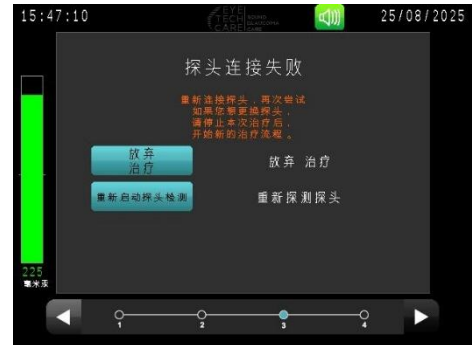 15:47:10
EYE
TECH
CARE
SOUND
GLAUCOMA
CARE
25/08/2025
探头连接失败
重新连接探头，再次尝试
如果您想更换探头，
请停止本次治疗后，
开始新的治疗流程。
放弃
治疗
放弃 治疗
重新启动探头检测
重新探测探头
225
毫米汞
1 2 3 4